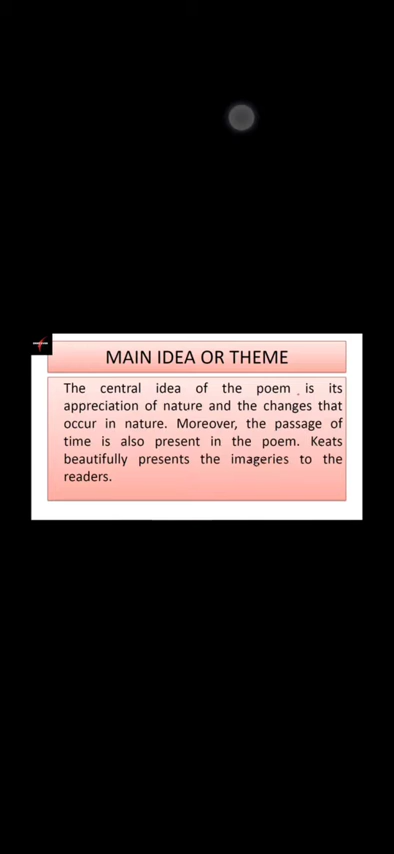 MAIN IDEA OR THEME
The central idea of the poem is its
appreciation of nature and the changes that
occur in nature. Moreover, the passage of
time is also present in the poem. Keats
beautifully presents the imageries to the
readers.